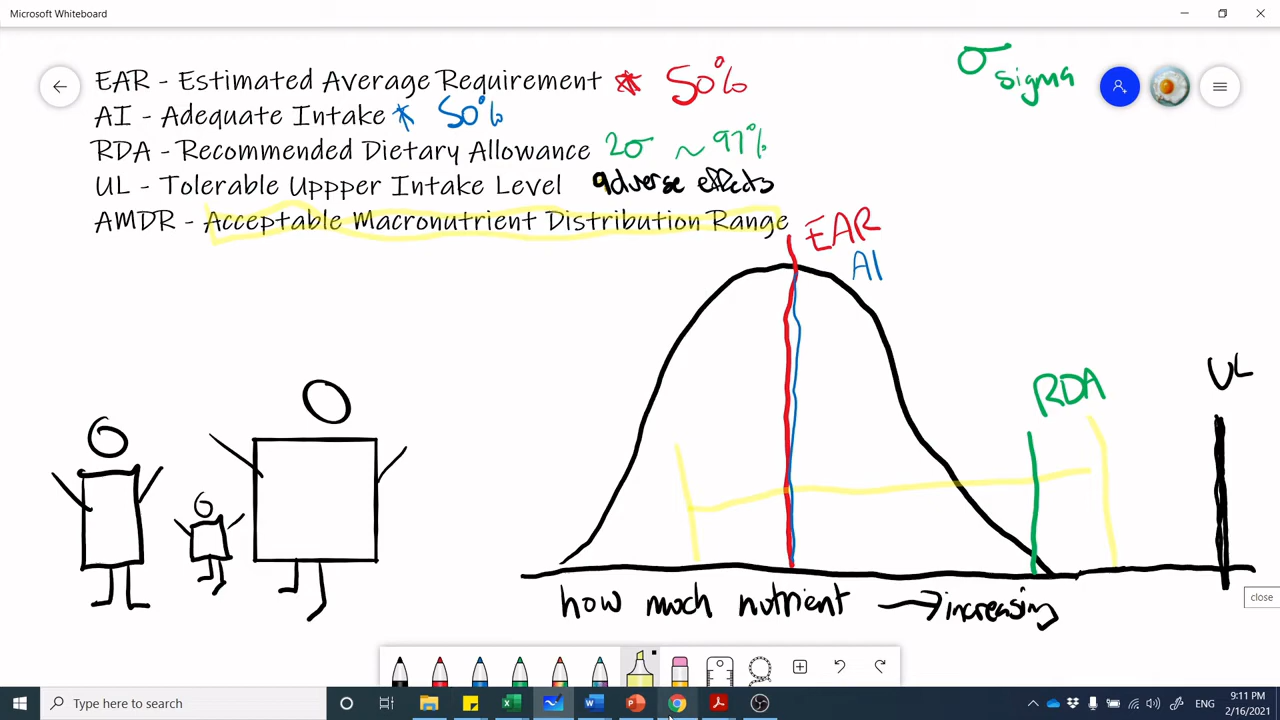 Microsoft Whiteboard
σ sigma
EAR - Estimated Average Requirement * 50%
AI - Adequate Intake * 50%
RDA - Recommended Dietary Allowance 2σ ~97%
UL - Tolerable Uppper Intake Level adverse effects
AMDR - Acceptable Macronutrient Distribution Range
EAR
AI
UL
RDA
how much nutrient → increasing
close
Type here to search
ENG
9:11 PM
2/16/2021